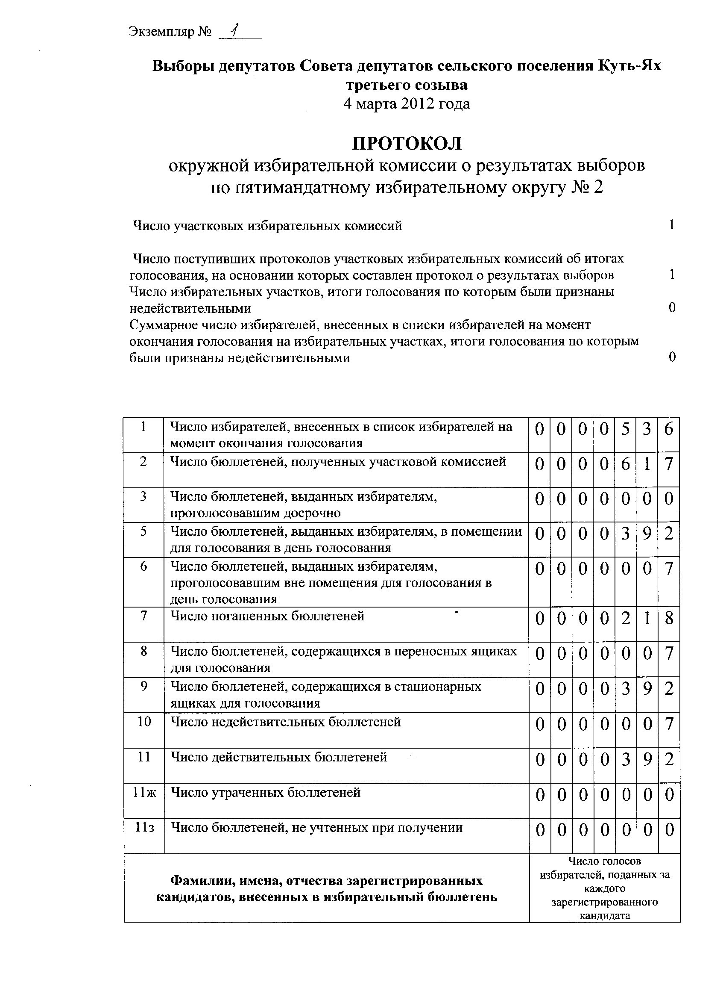 Экземпляр № 1
Выборы депутатов Совета депутатов сельского поселения Куть-Ях
третьего созыва
4 марта 2012 года
ПРОТОКОЛ
окружной избирательной комиссии о результатах выборов
по пятимандатному избирательному округу № 2
Число участковых избирательных комиссий 1
Число поступивших протоколов участковых избирательных комиссий об итогах
голосования, на основании которых составлен протокол о результатах выборов 1
Число избирательных участков, итоги голосования по которым были признаны
недействительными 0
Суммарное число избирателей, внесенных в списки избирателей на момент
окончания голосования на избирательных участках, итоги голосования по которым
были признаны недействительными 0
1 Число избирателей, внесенных в список избирателей на 0 0 0 0 5 3 6
момент окончания голосования
2 Число бюллетеней, полученных участковой комиссией 0 0 0 0 6 1 7
3 Число бюллетеней, выданных избирателям, 0 0 0 0 0 0 0
проголосовавшим досрочно
5 Число бюллетеней, выданных избирателям, в помещении 0 0 0 0 3 9 2
для голосования в день голосования
6 Число бюллетеней, выданных избирателям, 0 0 0 0 0 0 7
проголосовавшим вне помещения для голосования в
день голосования
7 Число погашенных бюллетеней 0 0 0 0 2 1 8
8 Число бюллетеней, содержащихся в переносных ящиках 0 0 0 0 0 0 7
для голосования
9 Число бюллетеней, содержащихся в стационарных 0 0 0 0 3 9 2
ящиках для голосования
10 Число недействительных бюллетеней 0 0 0 0 0 0 7
11 Число действительных бюллетеней 0 0 0 0 3 9 2
11ж Число утраченных бюллетеней 0 0 0 0 0 0 0
11з Число бюллетеней, не учтенных при получении 0 0 0 0 0 0 0
Фамилии, имена, отчества зарегистрированных
кандидатов, внесенных в избирательный бюллетень
Число голосов
избирателей, поданных за
каждого
зарегистрированного
кандидата